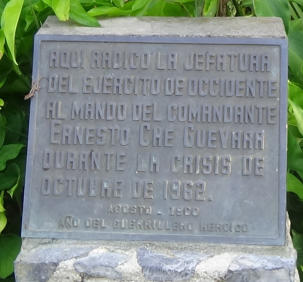 AQUI RADICO LA JEFATURA
DEL EJERCITO DE OCCIDENTE
AL MANDO DEL COMANDANTE
ERNESTO CHE GUEVARA
DURANTE LA CRISIS DE
OCTUBRE DE 1962.
AGOSTO
AÑO DEL GUERRILLERO HEROICO